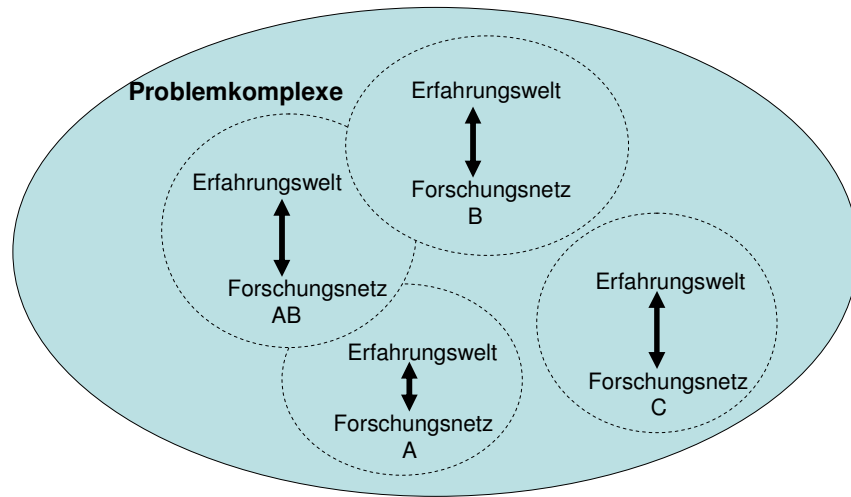 Problemkomplexe
Erfahrungswelt
Forschungsnetz
B
Erfahrungswelt
Forschungsnetz
AB
Erfahrungswelt
Forschungsnetz
C
Erfahrungswelt
Forschungsnetz
A